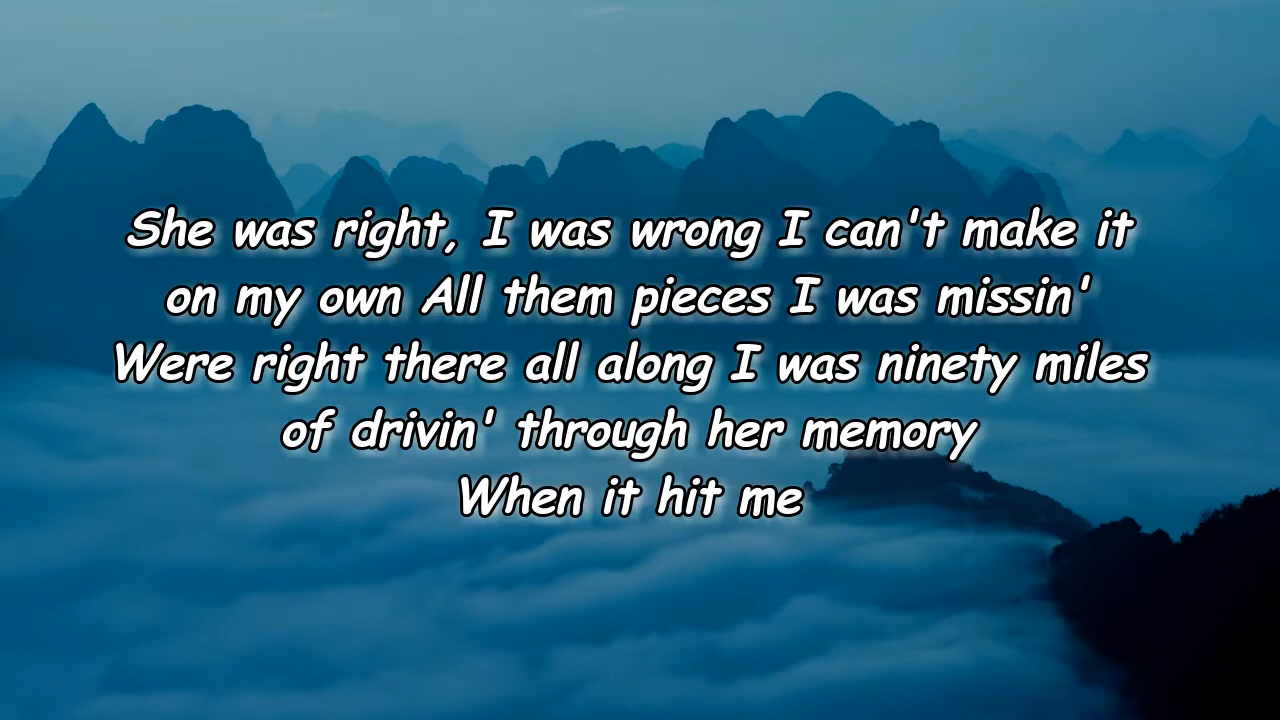 She was right, I was wrong I can't make it
on my own All them pieces I was missin'
Were right there all along I was ninety miles
of drivin' through her memory
When it hit me